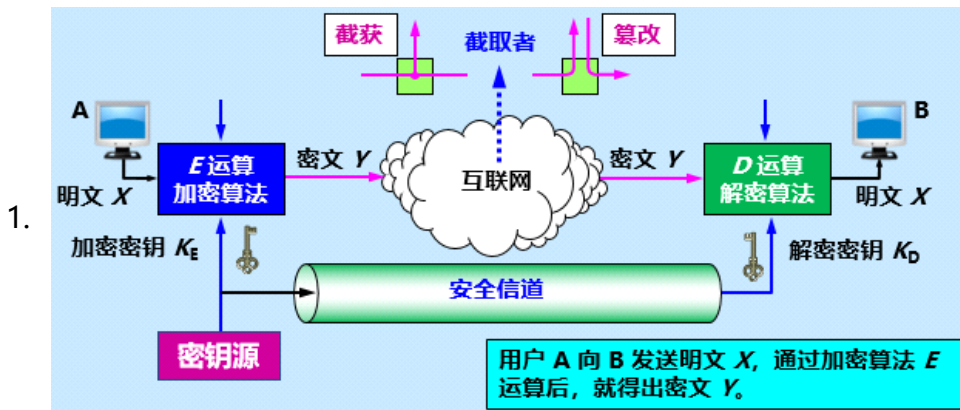 截获
截取者
篡改
A
B
E 运算
加密算法
密文 Y
互联网
密文 Y
D 运算
解密算法
明文 X
明文 X
1.
加密密钥 KE
解密密钥 KD
安全信道
密钥源
用户 A 向 B 发送明文 X，通过加密算法 E
运算后，就得出密文 Y。